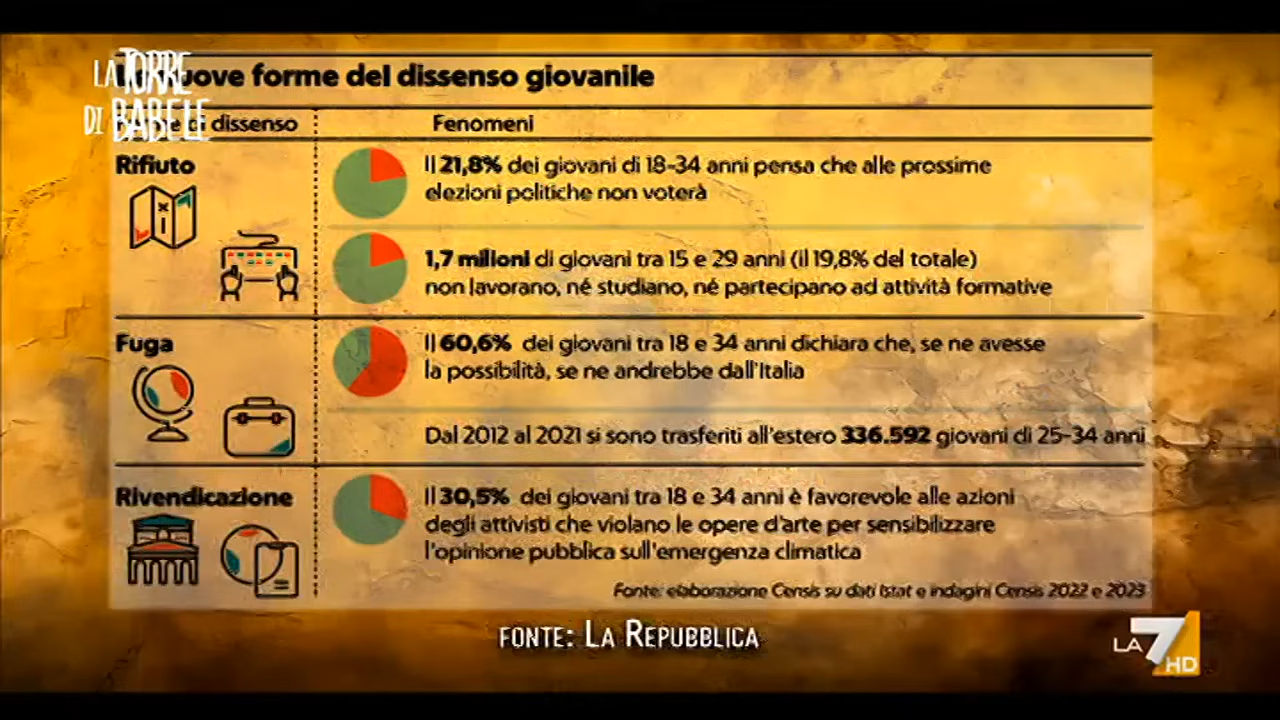 LA TORRE
DI BABELE
nuove forme del dissenso giovanile
di dissenso
Fenomeni
Rifiuto
Il 21,8% dei giovani di 18-34 anni pensa che alle prossime
elezioni politiche non voterà
1,7 milioni di giovani tra 15 e 29 anni (il 19,8% del totale)
non lavorano, né studiano, né partecipano ad attività formative
Fuga
Il 60,6% dei giovani tra 18 e 34 anni dichiara che, se ne avesse
la possibilità, se ne andrebbe dall'Italia
Dal 2012 al 2021 si sono trasferiti all'estero 336.592 giovani di 25-34 anni
Rivendicazione
Il 30,5% dei giovani tra 18 e 34 anni è favorevole alle azioni
degli attivisti che violano le opere d'arte per sensibilizzare
l'opinione pubblica sull'emergenza climatica
Fonte: elaborazione Censis su dati Istat e indagini Censis 2022 e 2023
FONTE: LA REPUBBLICA
LA 7 HD